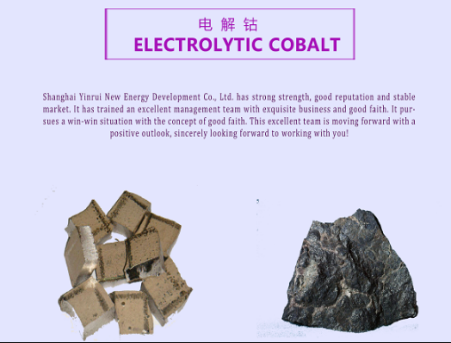 电解钴
ELECTROLYTIC COBALT
Shanghai Yinrui New Energy Development Co., Ltd. has strong strength, good reputation and stable
market. It has trained an excellent management team with exquisite business and good faith. It pur-
sues a win-win situation with the concept of good faith. This excellent team is moving forward with a
positive outlook, sincerely looking forward to working with you!